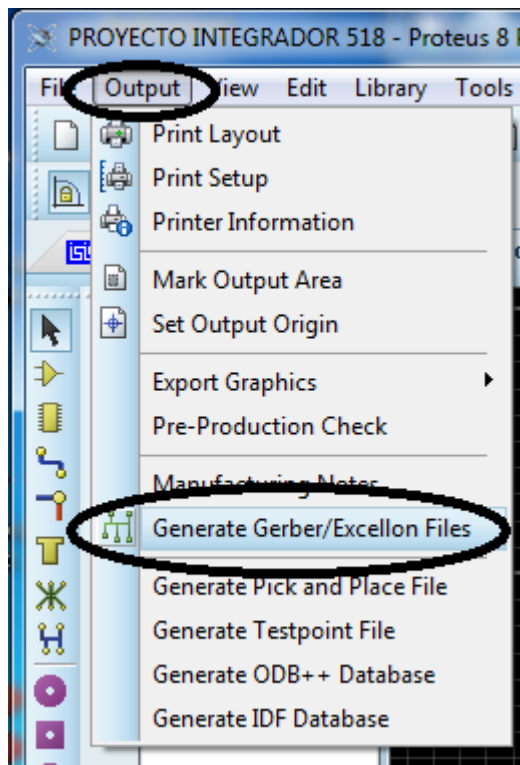 PROYECTO INTEGRADOR 518 - Proteus 8
File Output View Edit Library Tools
Print Layout
Print Setup
Printer Information
Mark Output Area
Set Output Origin
Export Graphics
Pre-Production Check
Manufacturing Notes
Generate Gerber/Excellon Files
Generate Pick and Place File
Generate Testpoint File
Generate ODB++ Database
Generate IDF Database